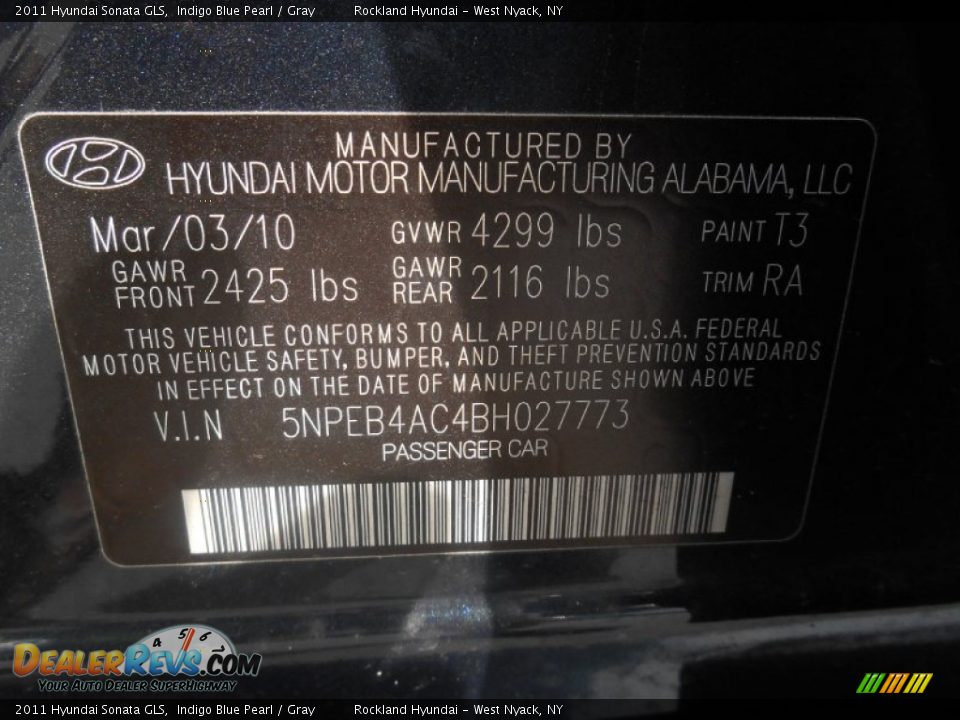 2011 Hyundai Sonata GLS, Indigo Blue Pearl / Gray Rockland Hyundai - West Nyack, NY
MANUFACTURED BY
HYUNDAI MOTOR MANUFACTURING ALABAMA, LLC
Mar/03/10 GVWR 4299 lbs PAINT T3
GAWR FRONT 2425 lbs GAWR REAR 2116 lbs TRIM RA
THIS VEHICLE CONFORMS TO ALL APPLICABLE U.S.A. FEDERAL
MOTOR VEHICLE SAFETY, BUMPER, AND THEFT PREVENTION STANDARDS
IN EFFECT ON THE DATE OF MANUFACTURE SHOWN ABOVE
V.I.N 5NPEB4AC4BH027773
PASSENGER CAR
4 5 6 7
DealerRevs.com
Your Auto Dealer SuperHighway
2011 Hyundai Sonata GLS, Indigo Blue Pearl / Gray Rockland Hyundai - West Nyack, NY